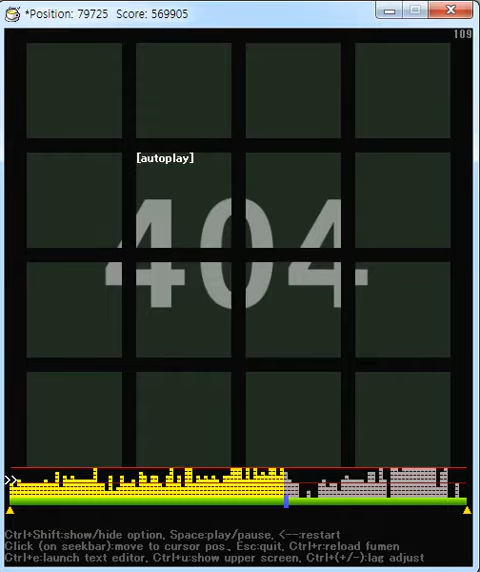 *Position: 79725 Score: 569905
109
[autoplay]
404
Ctrl+Shift:show/hide option, Space:play/pause, <--:restart
Click (on seekbar):move to cursor pos., Esc:quit, Ctrl+r:reload fumen
Ctrl+e:launch text editor, Ctrl+u:show upper screen, Ctrl+(+/-):lag adjust